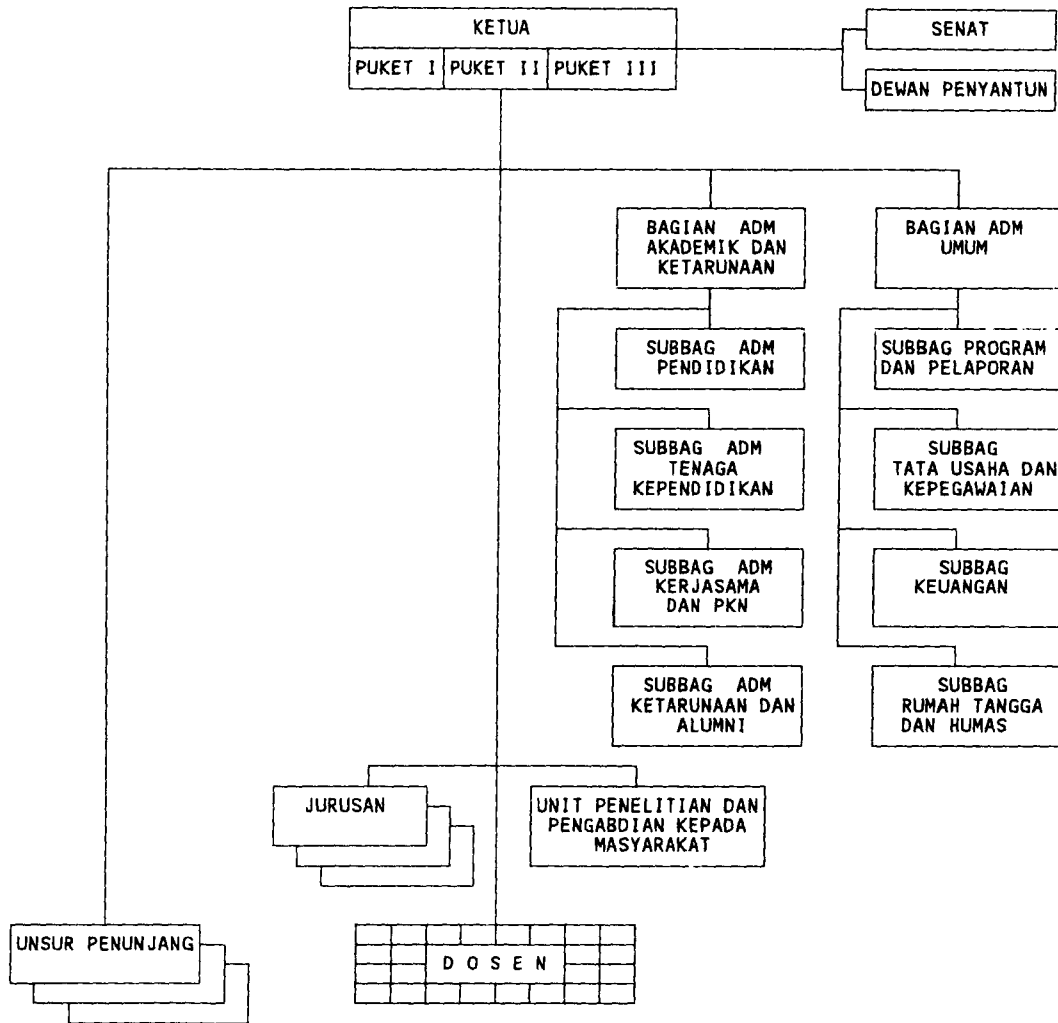 KETUA
PUKET I PUKET II PUKET III
SENAT
DEWAN PENYANTUN
BAGIAN ADM
AKADEMIK DAN
KETARUNAAN
BAGIAN ADM
UMUM
SUBBAG ADM
PENDIDIKAN
SUBBAG PROGRAM
DAN PELAPORAN
SUBBAG ADM
TENAGA
KEPENDIDIKAN
SUBBAG
TATA USAHA DAN
KEPEGAWAIAN
SUBBAG ADM
KERJASAMA
DAN PKN
SUBBAG
KEUANGAN
SUBBAG ADM
KETARUNAAN DAN
ALUMNI
SUBBAG
RUMAH TANGGA
DAN HUMAS
JURUSAN
UNIT PENELITIAN DAN
PENGABDIAN KEPADA
MASYARAKAT
UNSUR PENUNJANG
D O S E N